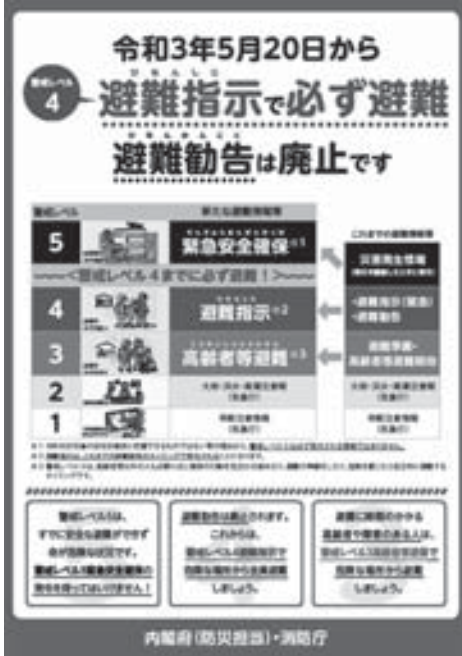 令和3年5月20日から
警戒レベル
4
ひなんしじ
避難指示で必ず避難
ひなんかんこく
避難勧告は廃止です
警戒レベル
新たな避難情報等
これまでの避難情報等
5
緊急安全確保※1
災害発生情報
<警戒レベル4までに必ず避難!>
4
避難指示※2
・避難指示(緊急)
・避難勧告
3
高齢者等避難※3
避難準備・
高齢者等避難開始
2
大雨・洪水・高潮注意報
(気象庁)
大雨・洪水・高潮注意報
(気象庁)
1
早期注意情報
(気象庁)
早期注意情報
(気象庁)
警戒レベル5は、
すでに安全な避難ができず
命が危険な状況です。
警戒レベル5緊急安全確保の
発令を待ってはいけません!
避難勧告は廃止されます。
これからは、
警戒レベル4避難指示で
危険な場所から全員避難
しましょう。
避難に時間のかかる
高齢者や障害のある人は、
警戒レベル3高齢者等避難で
危険な場所から避難
しましょう。
内閣府(防災担当)・消防庁